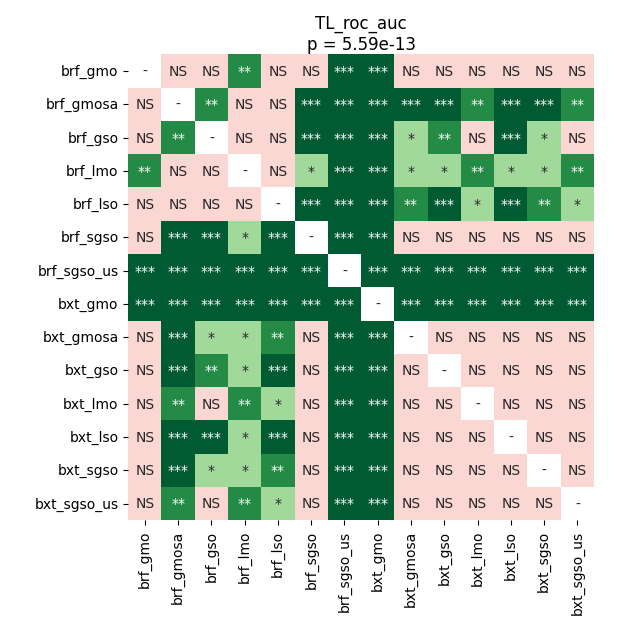 TL_roc_auc
p = 5.59e-13
brf_gmo - NS NS ** NS NS *** *** NS NS NS NS NS NS
brf_gmosa NS - ** NS NS *** *** *** *** *** ** *** *** **
brf_gso NS ** - NS NS *** *** *** * ** NS *** * NS
brf_lmo ** NS NS - NS * *** *** * * ** * * **
brf_lso NS NS NS NS - *** *** *** ** *** * *** ** *
brf_sgso NS *** *** * *** - *** *** NS NS NS NS NS NS
brf_sgso_us *** *** *** *** *** *** - *** *** *** *** *** *** ***
bxt_gmo *** *** *** *** *** *** *** - *** *** *** *** *** ***
bxt_gmosa NS *** * * ** NS *** *** - NS NS NS NS NS
bxt_gso NS *** ** * *** NS *** *** NS - NS NS NS NS
bxt_lmo NS ** NS ** * NS *** *** NS NS - NS NS NS
bxt_lso NS *** *** * *** NS *** *** NS NS NS - NS NS
bxt_sgso NS *** * * ** NS *** *** NS NS NS NS - NS
bxt_sgso_us NS ** NS ** * NS *** *** NS NS NS NS NS -
brf_gmo
brf_gmosa
brf_gso
brf_lmo
brf_lso
brf_sgso
brf_sgso_us
bxt_gmo
bxt_gmosa
bxt_gso
bxt_lmo
bxt_lso
bxt_sgso
bxt_sgso_us